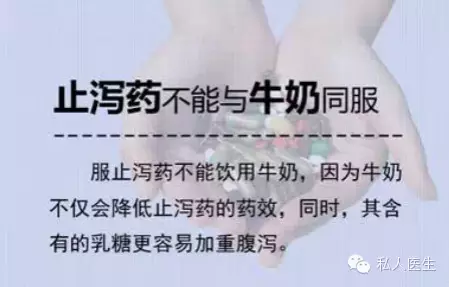 止泻药不能与牛奶同服
服止泻药不能饮用牛奶，因为牛奶
不仅会降低止泻药的药效，同时，其含
有的乳糖更容易加重腹泻。
私人医生